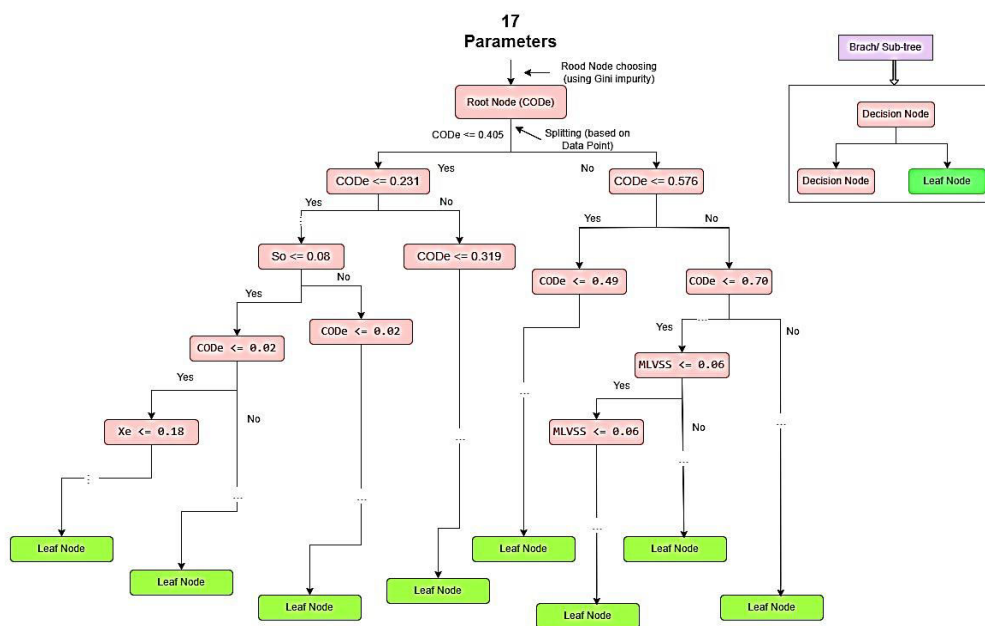 17
Parameters
Rood Node choosing
(using Gini impurity)
Root Node (CODe)
CODe <= 0.405
Splitting (based on
Data Point)
Yes
No
CODe <= 0.231
CODe <= 0.576
Yes
No
Yes
No
So <= 0.08
CODe <= 0.319
CODe <= 0.49
CODe <= 0.70
Yes
No
...
Yes
No
CODe <= 0.02
CODe <= 0.02
MLVSS <= 0.06
Yes
No
Yes
No
Xe <= 0.18
MLVSS <= 0.06
...
...
...
...
...
...
...
...
...
Leaf Node
Leaf Node
Leaf Node
Leaf Node
Leaf Node
Leaf Node
Leaf Node
Leaf Node
Brach/ Sub-tree
Decision Node
Decision Node
Leaf Node